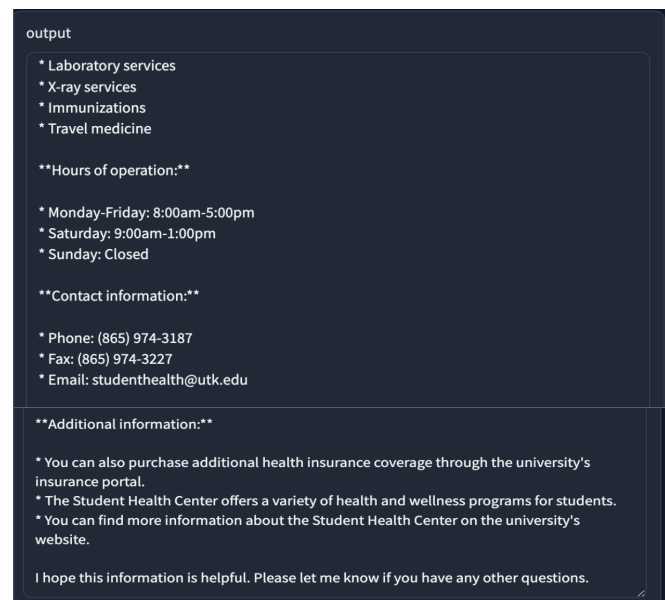 output
* Laboratory services
* X-ray services
* Immunizations
* Travel medicine
**Hours of operation:**
* Monday-Friday: 8:00am-5:00pm
* Saturday: 9:00am-1:00pm
* Sunday: Closed
**Contact information:**
* Phone: (865) 974-3187
* Fax: (865) 974-3227
* Email: studenthealth@utk.edu
**Additional information:**
* You can also purchase additional health insurance coverage through the university's
insurance portal.
* The Student Health Center offers a variety of health and wellness programs for students.
* You can find more information about the Student Health Center on the university's
website.
I hope this information is helpful. Please let me know if you have any other questions.